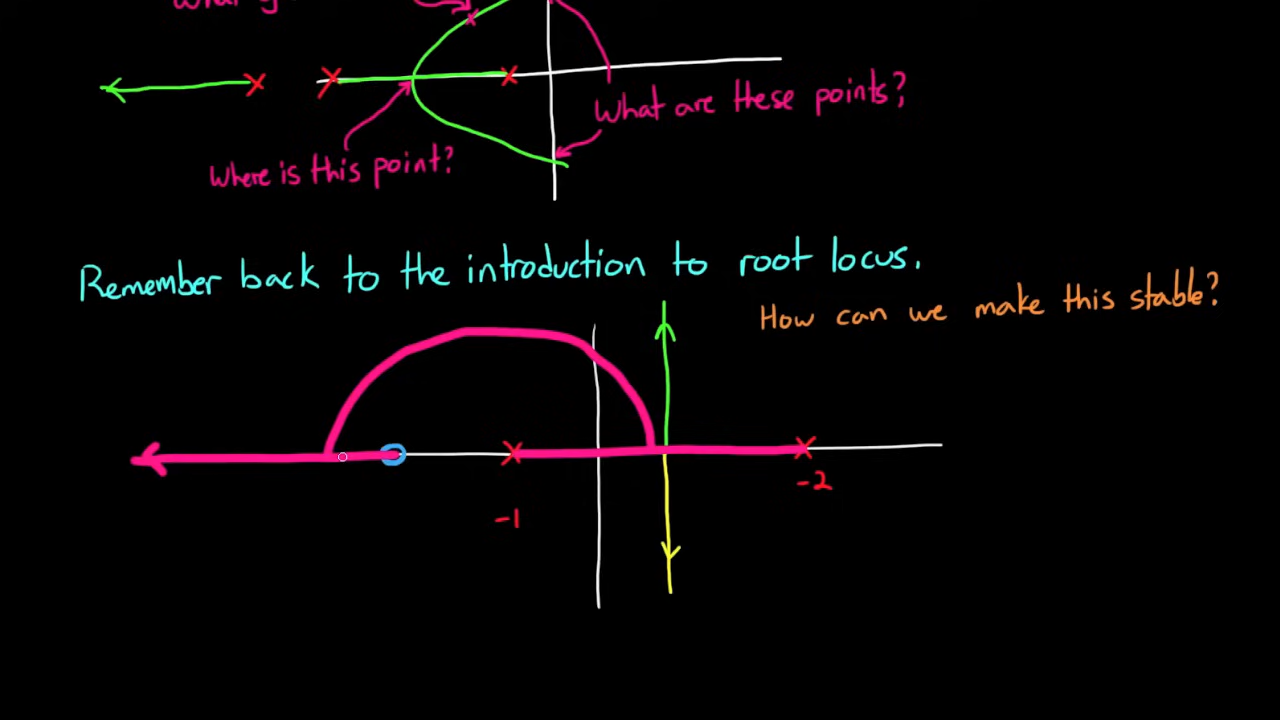 What
What are these points?
Where is this point?
Remember back to the introduction to root locus.
How can we make this stable?
-2
-1